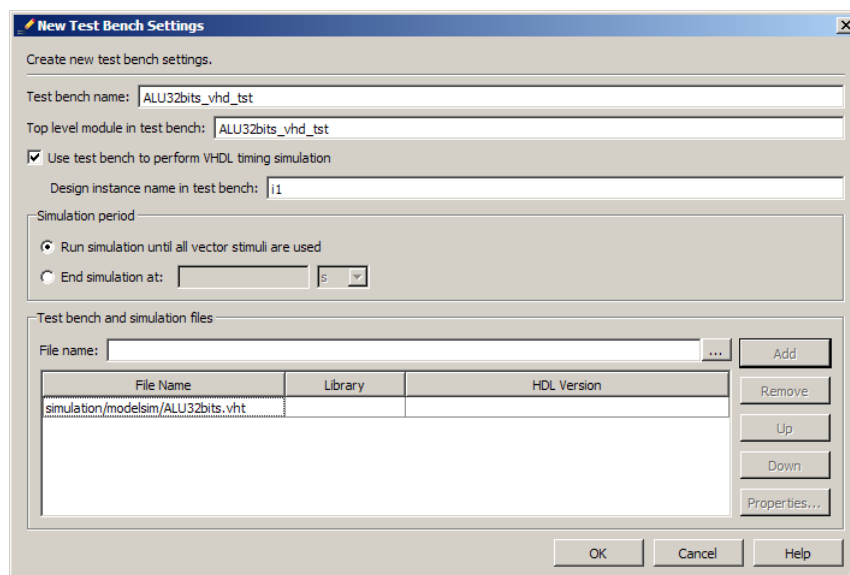 New Test Bench Settings
Create new test bench settings.
Test bench name: ALU32bits_vhd_tst
Top level module in test bench: ALU32bits_vhd_tst
Use test bench to perform VHDL timing simulation
Design instance name in test bench: i1
Simulation period
Run simulation until all vector stimuli are used
End simulation at: s
Test bench and simulation files
File name: ... Add
File Name Library HDL Version
Remove
simulation/modelsim/ALU32bits.vht
Up
Down
Properties...
OK Cancel Help